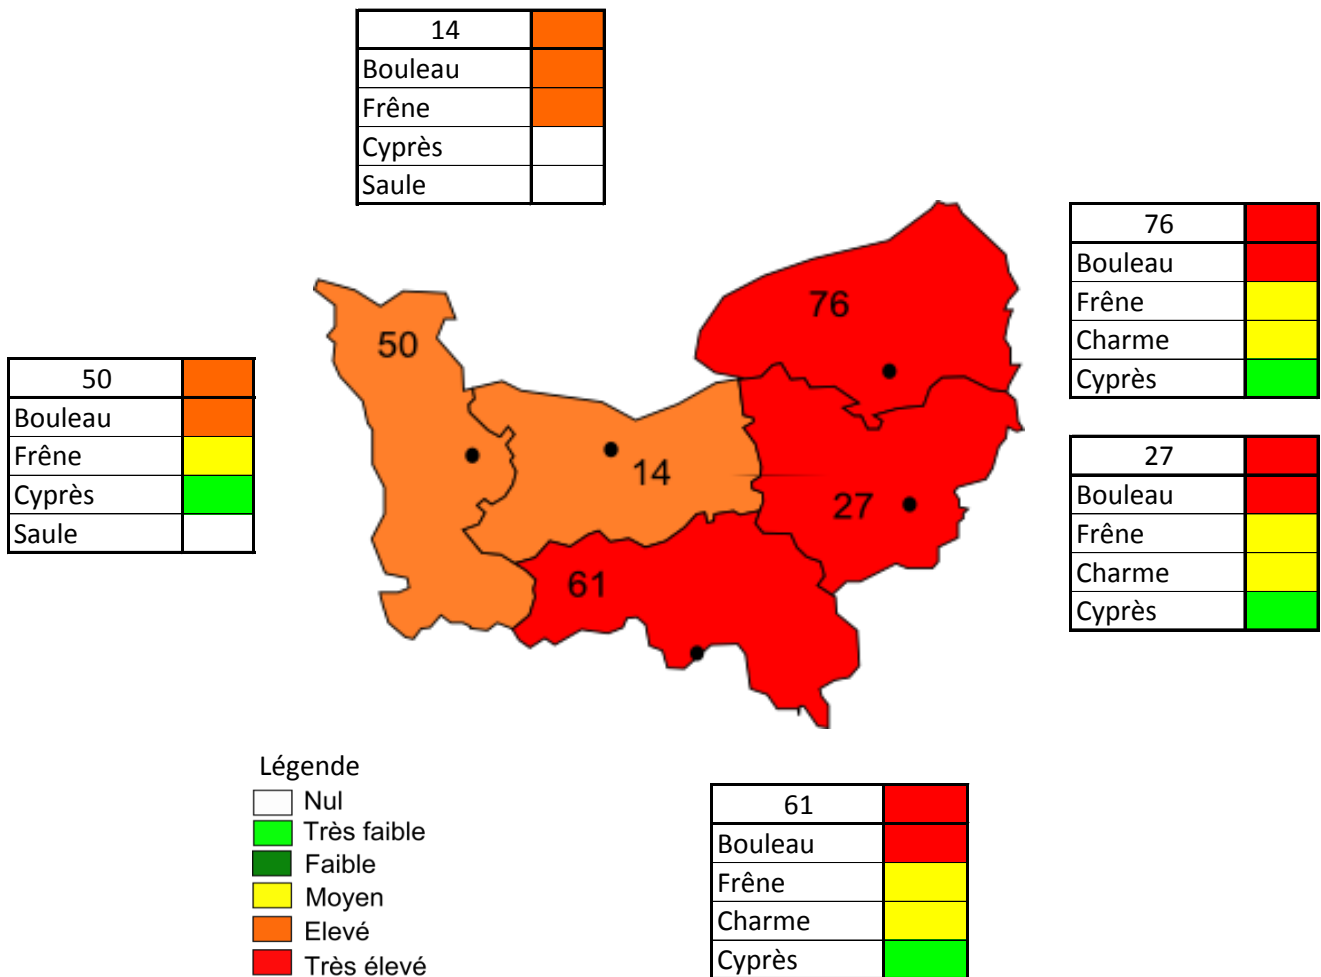 14
Bouleau
Frêne
Cyprès
Saule
76
Bouleau
Frêne
Charme
Cyprès
50
Bouleau
Frêne
Cyprès
Saule
76
50
14
27
61
27
Bouleau
Frêne
Charme
Cyprès
Légende
Nul
Très faible
Faible
Moyen
Elevé
Très élevé
61
Bouleau
Frêne
Charme
Cyprès